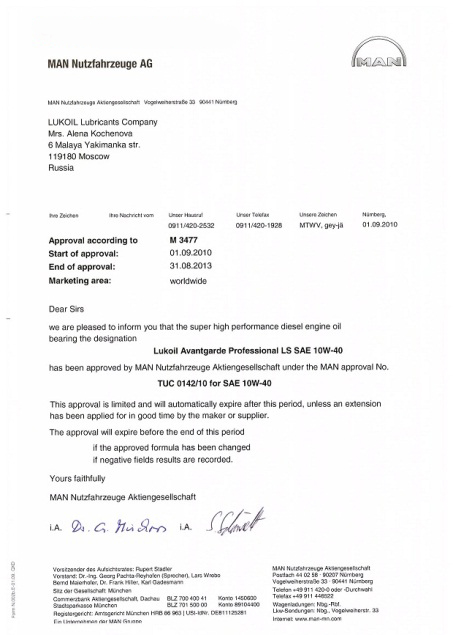 MAN Nutzfahrzeuge AG
MAN
MAN Nutzfahrzeuge Aktiengesellschaft Vogelweiherstraße 33 90441 Nürnberg
LUKOIL Lubricants Company
Mrs. Alena Kochenova
6 Malaya Yakimanka str.
119180 Moscow
Russia
Ihre Zeichen Ihre Nachricht vom Unser Hausruf Unser Telefax Unsere Zeichen Nürnberg,
0911/420-2532 0911/420-1928 MTWV, gey-jä 01.09.2010
Approval according to M 3477
Start of approval: 01.09.2010
End of approval: 31.08.2013
Marketing area: worldwide
Dear Sirs
we are pleased to inform you that the super high performance diesel engine oil
bearing the designation
Lukoil Avantgarde Professional LS SAE 10W-40
has been approved by MAN Nutzfahrzeuge Aktiengesellschaft under the MAN approval No.
TUC 0142/10 for SAE 10W-40
This approval is limited and will automatically expire after this period, unless an extension
has been applied for in good time by the maker or supplier.
The approval will expire before the end of this period
if the approved formula has been changed
if negative fields results are recorded.
Yours faithfully
MAN Nutzfahrzeuge Aktiengesellschaft
i.A. Dr. G. i.A.
Vorsitzender des Aufsichtsrates: Rupert Stadler
Vorstand: Dr.-Ing. Georg Pachta-Reyhofen (Sprecher), Lars Wrebo
Bernd Maierhofer, Dr. Frank Hiller, Karl Gadesmann
Sitz der Gesellschaft: München
Commerzbank Aktiengesellschaft, Dachau BLZ 700 400 41 Konto 1450600
Stadtsparkasse München BLZ 701 500 00 Konto 89104400
Registergericht: Amtsgericht München HRB 86 963 | USt-IdNr. DE811125281
Ein Unternehmen der MAN Gruppe
MAN Nutzfahrzeuge Aktiengesellschaft
Postfach 44 02 58 · 90207 Nürnberg
Vogelweiherstraße 33 · 90441 Nürnberg
Telefon +49 911 420-0 oder -Durchwahl
Telefax +49 911 446522
Wagenladungen: Nbg.-Rbf.
Lkw-Sendungen: Nbg., Vogelweiherstr. 33
Internet: www.man-mn.com